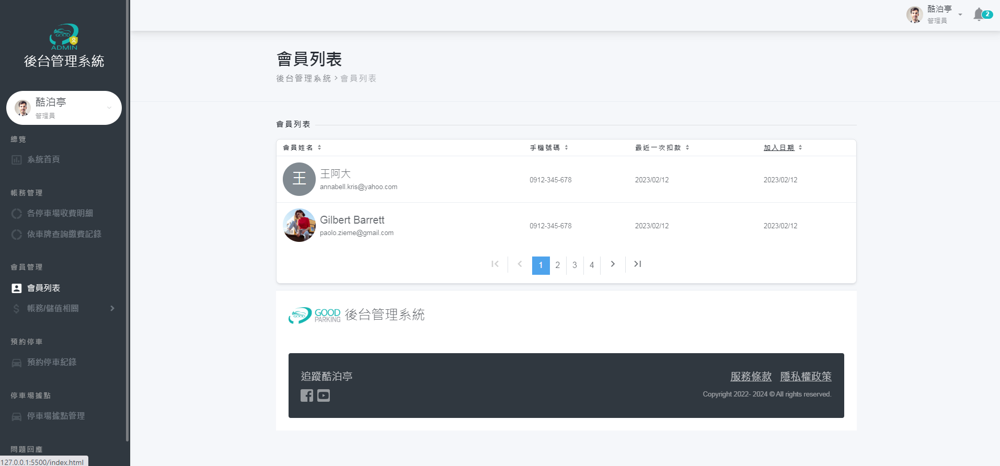 GOOD
ADMIN
後台管理系統
酷泊亭
管理員
總覽
系統首頁
帳務管理
各停車場收費明細
依車牌查詢繳費記錄
會員管理
會員列表
帳務/儲值相關
預約停車
預約停車紀錄
停車場據點
停車場據點管理
問題回應
127.0.0.1:5500/index.html
酷泊亭
管理員
2
會員列表
後台管理系統 > 會員列表
會員列表
會員姓名 手機號碼 最近一次扣款 加入日期
王 王阿大 0912-345-678 2023/02/12 2023/02/12
annabell.kris@yahoo.com
Gilbert Barrett 0912-345-678 2023/02/12 2023/02/12
paolo.zieme@gmail.com
1 2 3 4
GOOD GOOD PARKING 後台管理系統
追蹤酷泊亭
服務條款 隱私權政策
Copyright 2022- 2024 © All rights reserved.